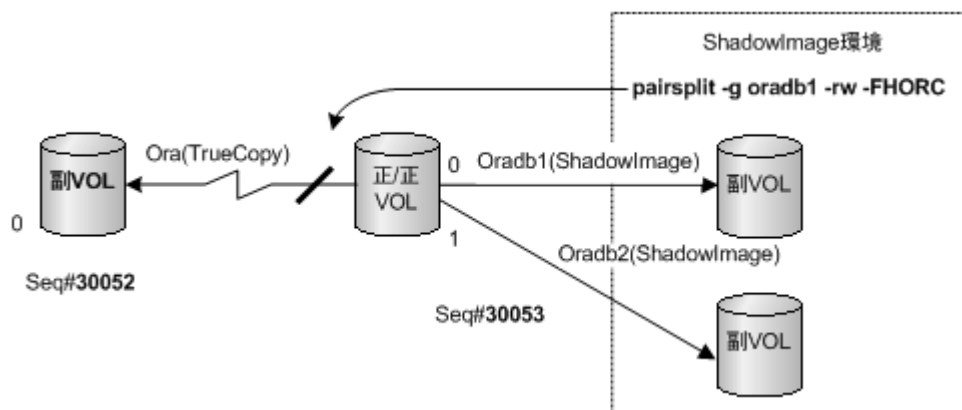 ShadowImage環境
pairsplit -g oradb1 -rw -FHORC
Ora(TrueCopy)
副VOL
0
正/正
VOL
0
1
Oradb1(ShadowImage)
副VOL
Oradb2(ShadowImage)
Seq#30052
Seq#30053
副VOL